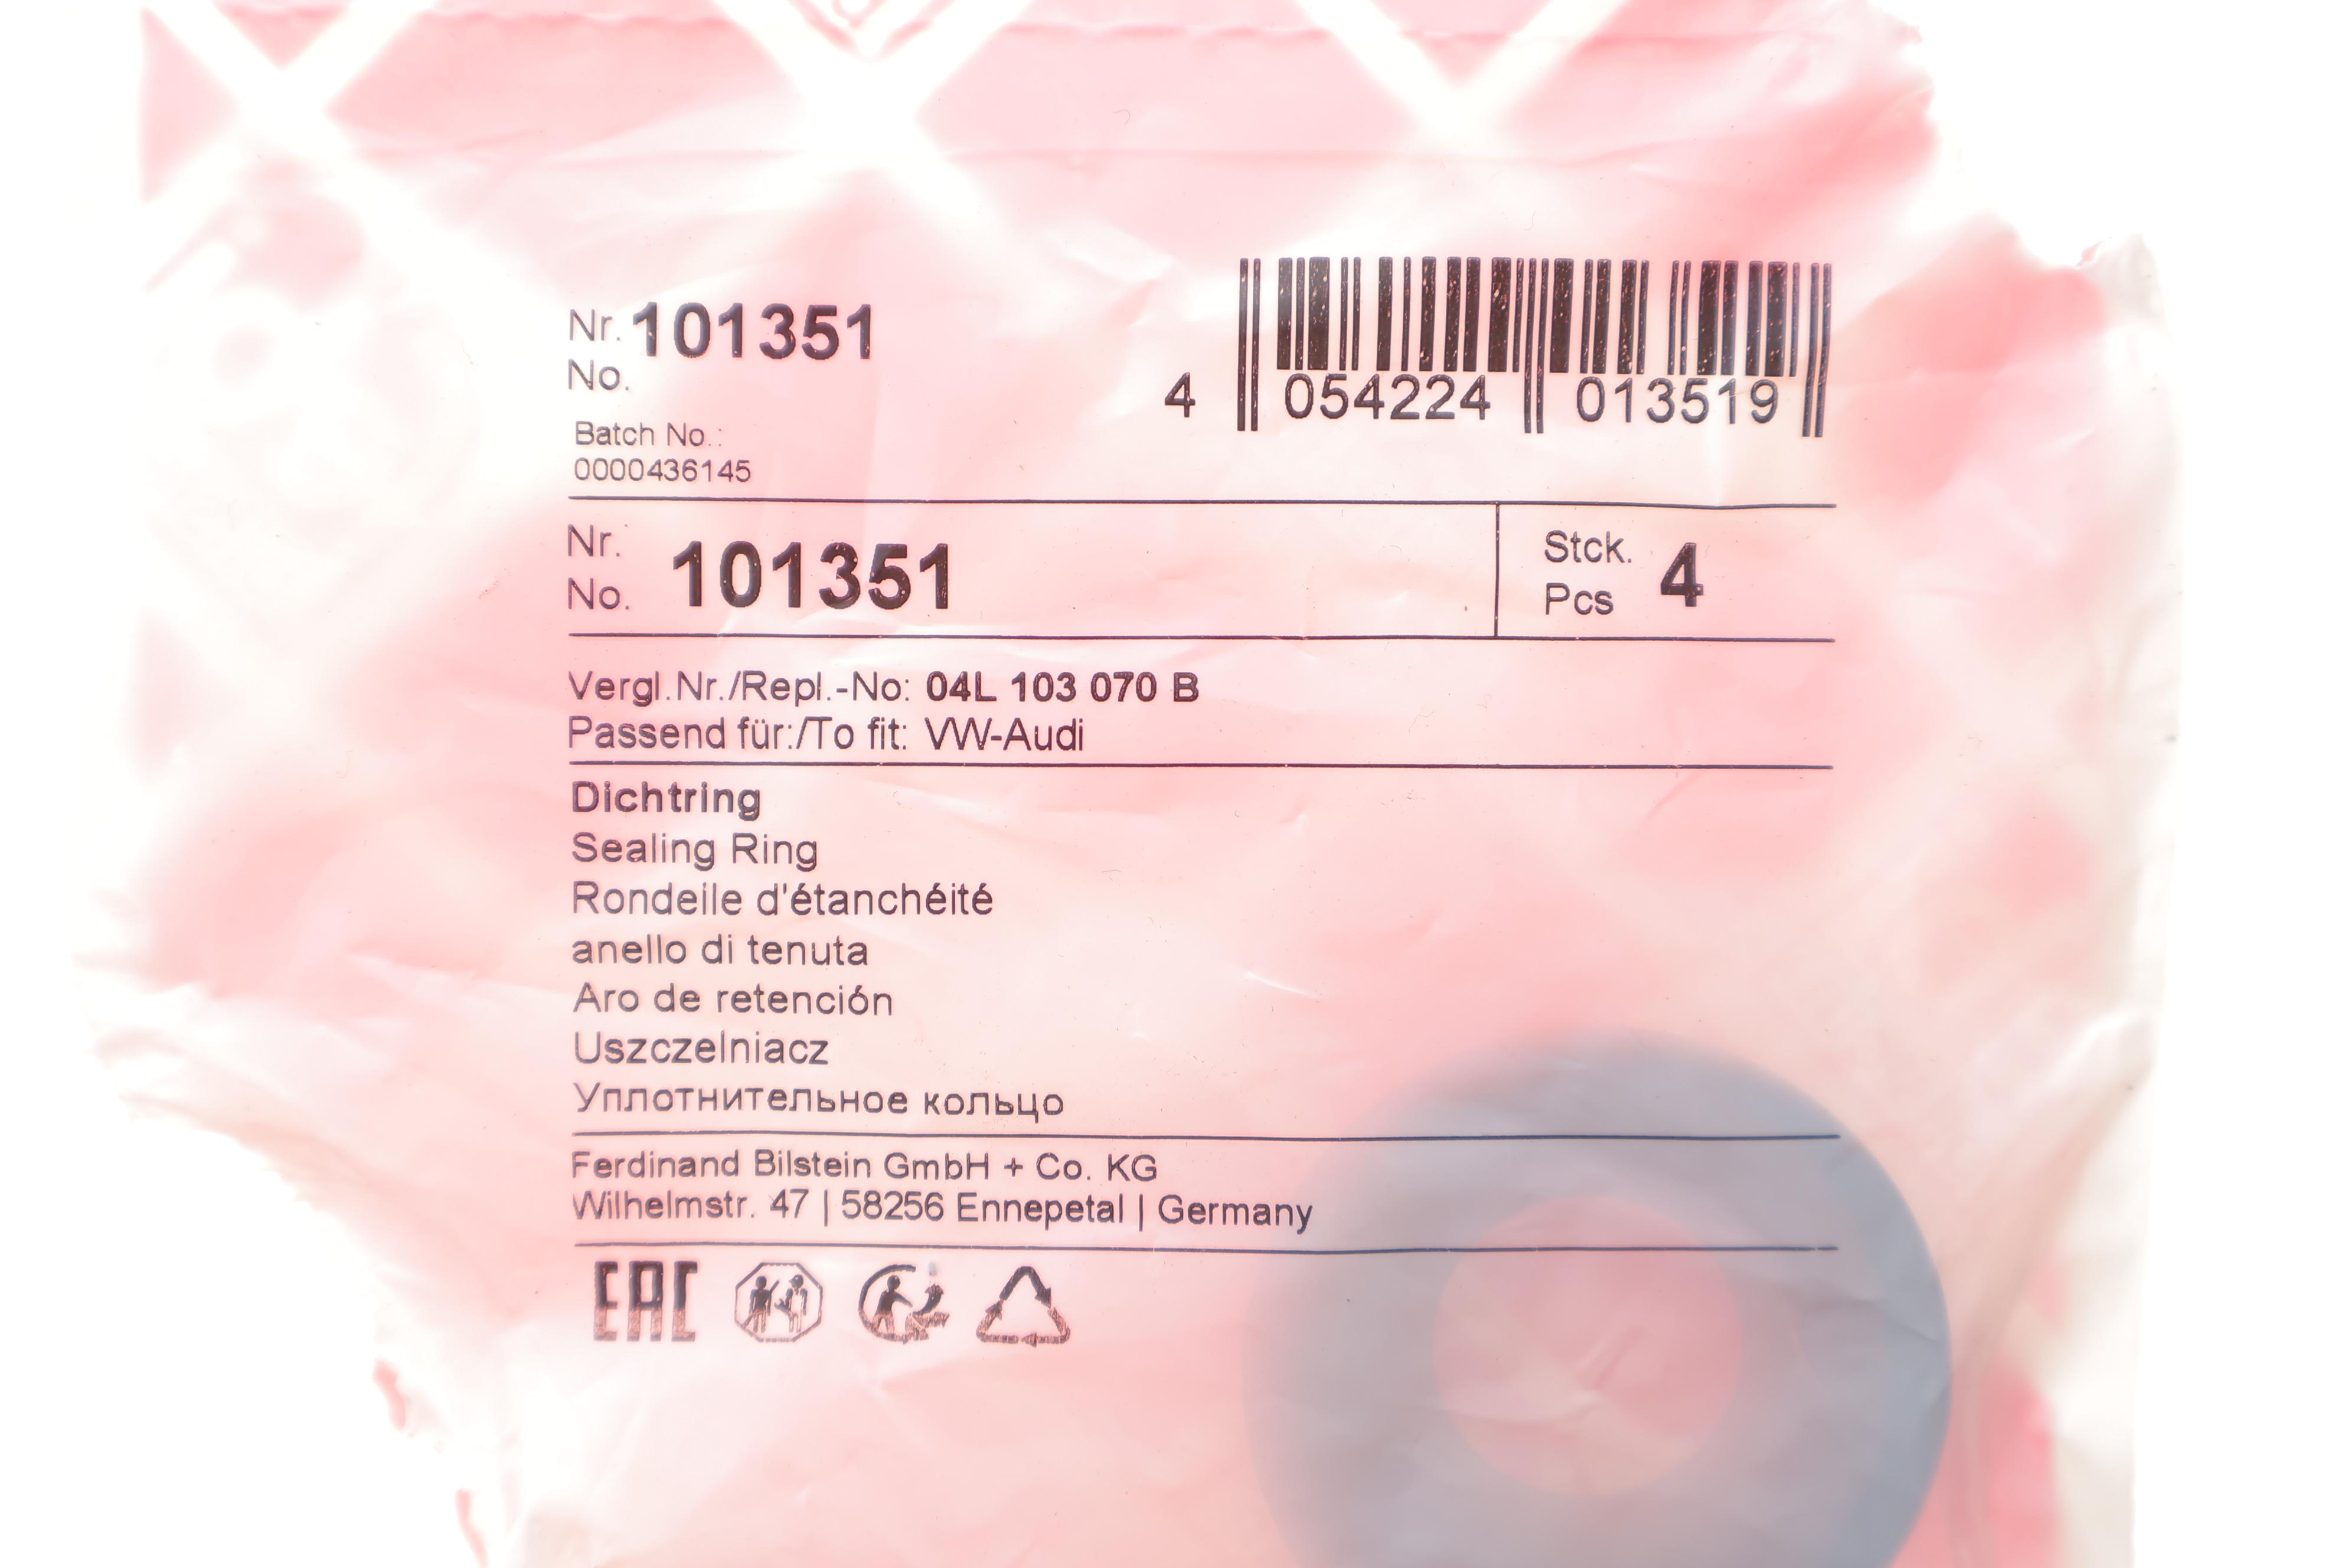 Nr. 101351
No.
Batch No.:
0000436145
4 054224 013519
Nr.
No. 101351
Stck.
Pcs 4
Vergl.Nr./Repl.-No: 04L 103 070 B
Passend für:/To fit: VW-Audi
Dichtring
Sealing Ring
Rondelle d'étanchéité
anello di tenuta
Aro de retención
Uszczelniacz
Уплотнительное кольцо
Ferdinand Bilstein GmbH + Co. KG
Wilhelmstr. 47 | 58256 Ennepetal | Germany
EAC